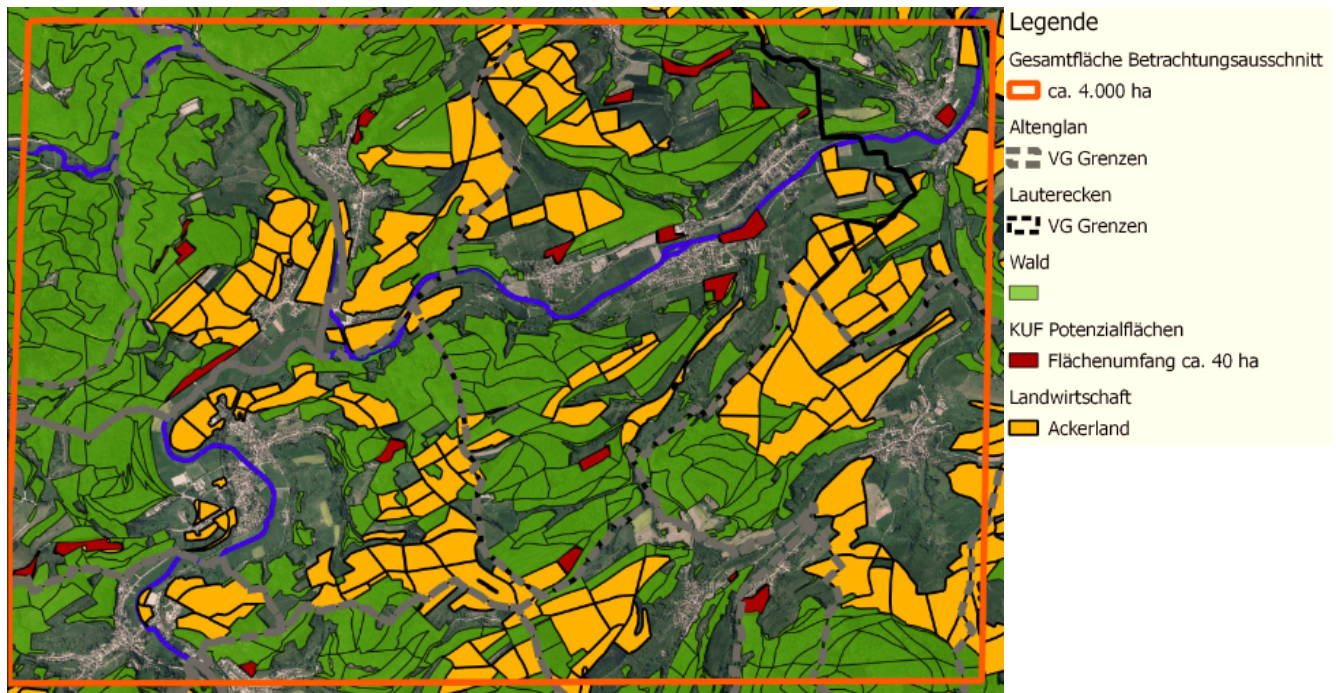 Legende
Gesamtfläche Betrachtungsausschnitt
ca. 4.000 ha
Altenglan
VG Grenzen
Lauterecken
VG Grenzen
Wald
KUF Potenzialflächen
Flächenumfang ca. 40 ha
Landwirtschaft
Ackerland